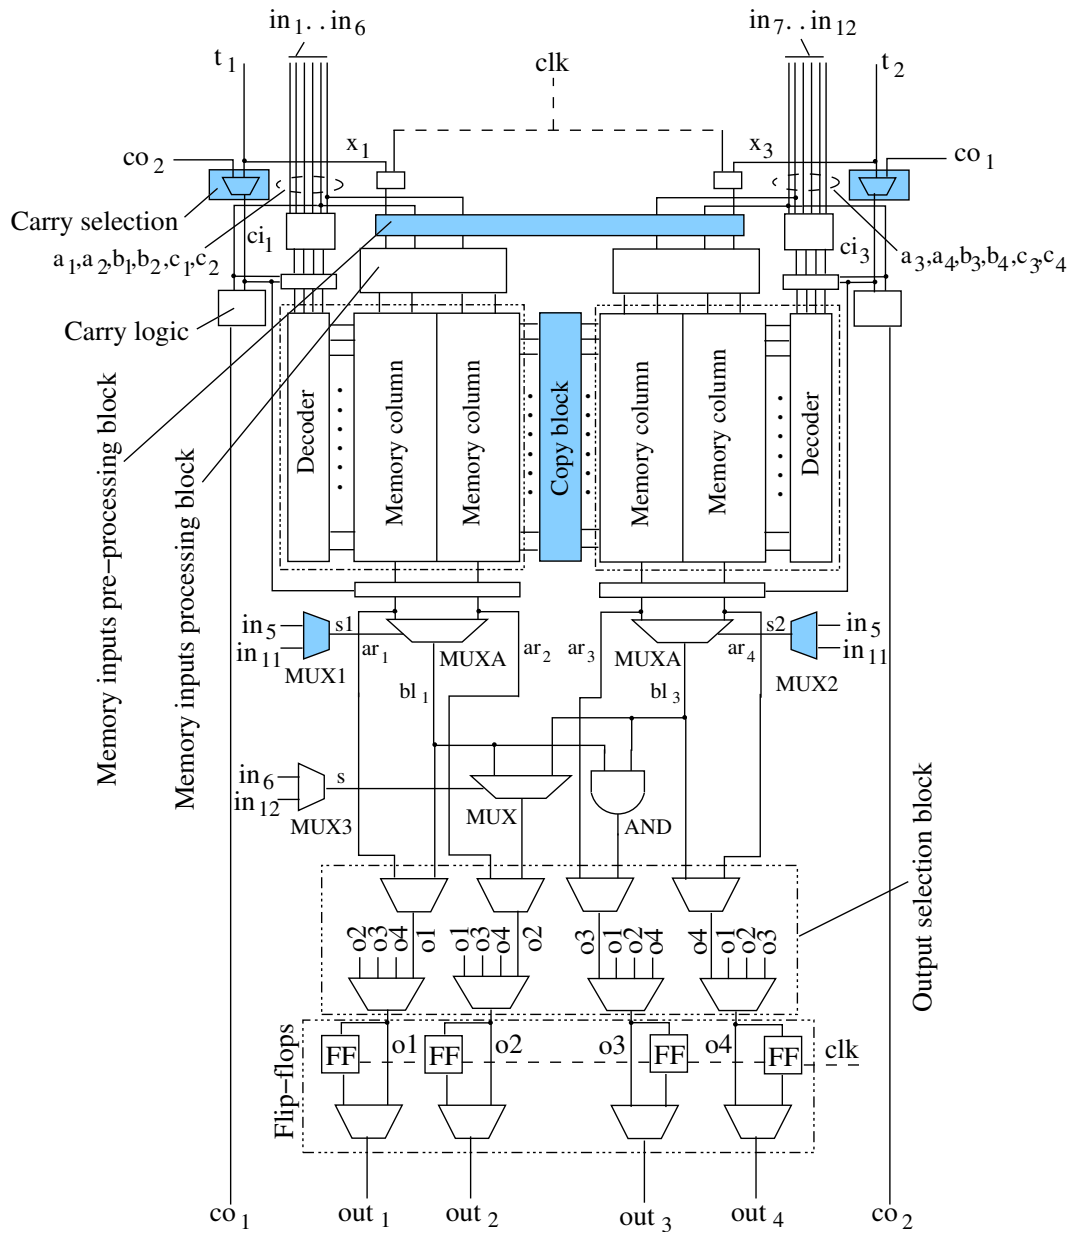 in1 . . in6
in7 . . in12
t1
clk
t2
x1
x3
co2
co1
Carry selection
ci1
ci3
a1,a2,b1,b2,c1,c2
a3,a4,b3,b4,c3,c4
Carry logic
Memory inputs pre-processing block
Memory inputs processing block
Decoder
Memory column
Memory column
Copy block
Memory column
Memory column
Decoder
in5
in11
s1
MUX1
ar1
MUXA
ar2
ar3
MUXA
ar4
s2
in5
in11
MUX2
bl1
bl3
in6
in12
s
MUX3
MUX
AND
Output selection block
o2 o3 o4 o1
o1 o3 o4 o2
o3 o1 o2 o4
o4 o1 o2 o3
Flip-flops
FF o1
FF o2
o3 FF
o4 FF
clk
co1
out1
out2
out3
out4
co2